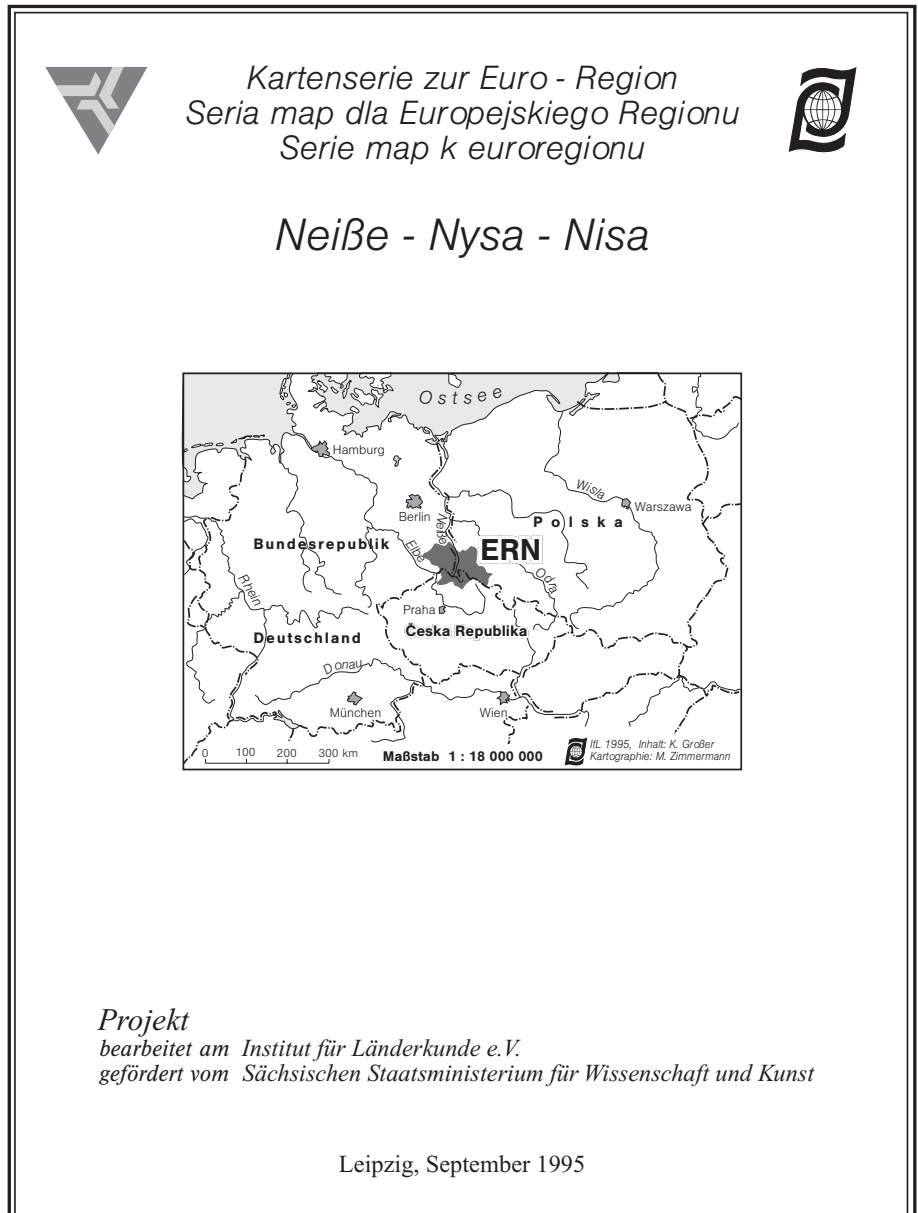 Kartenserie zur Euro - Region
Seria map dla Europejskiego Regionu
Serie map k euroregionu
Neiße - Nysa - Nisa
Ostsee
Hamburg
Wisła
Warszawa
Berlin
Neiße
Polska
Bundesrepublik
Elbe
ERN
Odra
Rhein
Praha
Česka Republika
Deutschland
Donau
München
Wien
0 100 200 300 km
Maßstab 1 : 18 000 000
IfL 1995, Inhalt: K. Großer
Kartographie: M. Zimmermann
Projekt
bearbeitet am Institut für Länderkunde e.V.
gefördert vom Sächsischen Staatsministerium für Wissenschaft und Kunst
Leipzig, September 1995